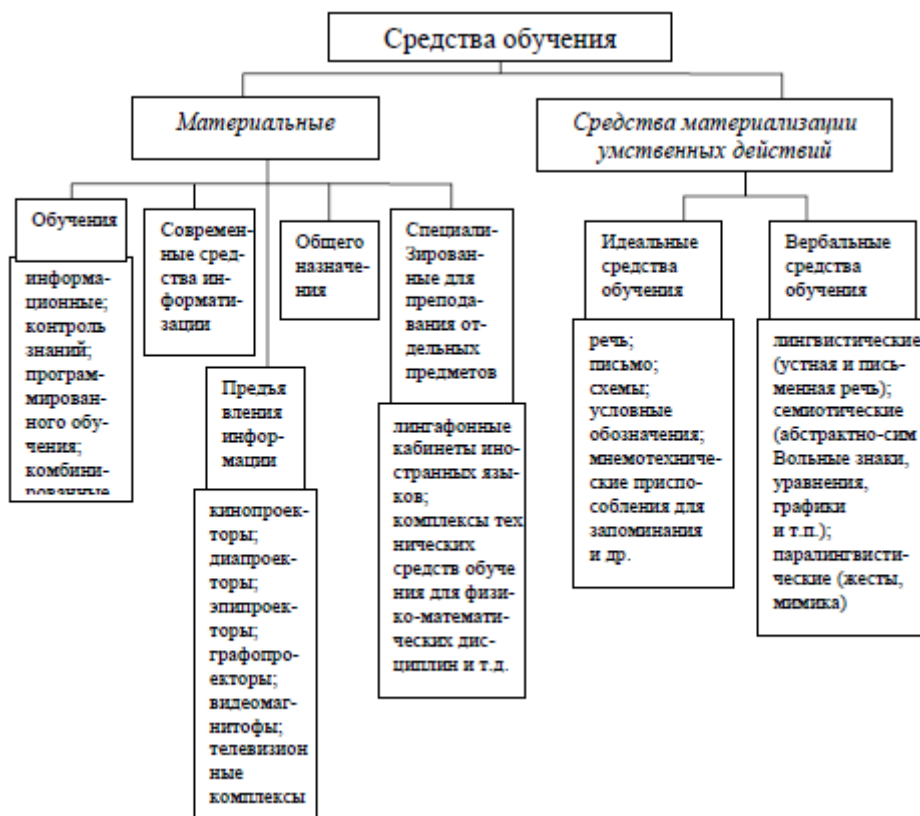 Средства обучения
Материальные
Средства материализации
умственных действий
Обучения
информа-
ционные;
контроль
знаний;
програм-
мирован-
ного обу-
чения;
комбини-
рованные
Современ-
ные сред-
ства ин-
формати-
зации
Предъя
вления
инфор-
мации
кинопроек-
торы;
диапроек-
торы;
эпипроек-
торы;
графопро-
екторы;
видеомаг-
нитофы;
телевизион
ные
комплексы
Общего
назначе-
ния
Специали-
Зирован-
ные для
препода-
вания от-
дельных
предметов
лингафонные
кабинеты ино-
странных язы-
ков;
комплексы тех
нических
средств обуче
ния для физи-
ко-математи-
ческих дис-
циплин и т.д.
Идеальные
средства
обучения
речь;
письмо;
схемы;
условные
обозначения;
мнемотехниче-
ские приспо-
собления для
запоминания
и др.
Вербальные
средства
обучения
лингвистические
(устная и пись-
менная речь);
семиотические
(абстрактно-сим
Вольные знаки,
уравнения,
графики
и т.п.);
паралингвисти-
ческие (жесты,
мимика)